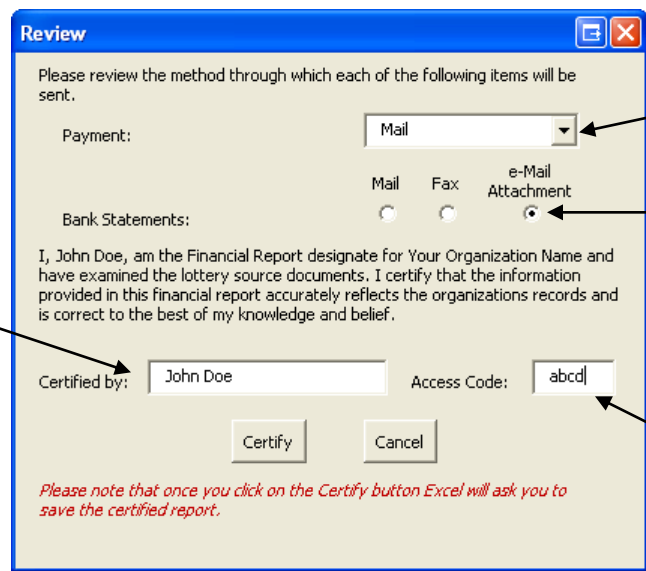 Review
Please review the method through which each of the following items will be
sent.
Payment: Mail
Mail Fax e-Mail
Attachment
Bank Statements:
I, John Doe, am the Financial Report designate for Your Organization Name and
have examined the lottery source documents. I certify that the information
provided in this financial report accurately reflects the organizations records and
is correct to the best of my knowledge and belief.
Certified by: John Doe Access Code: abcd
Certify Cancel
Please note that once you click on the Certify button Excel will ask you to
save the certified report.